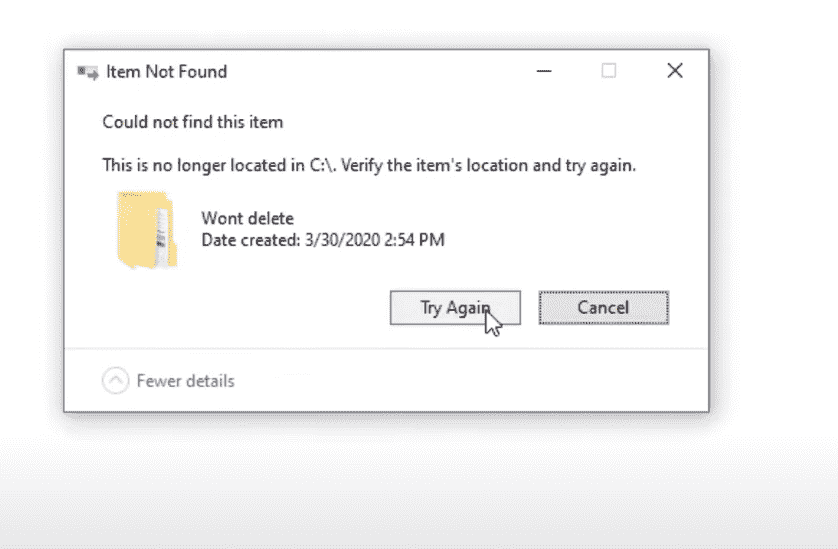 Item Not Found
Could not find this item
This is no longer located in C:\. Verify the item's location and try again.
Wont delete
Date created: 3/30/2020 2:54 PM
Try Again Cancel
Fewer details